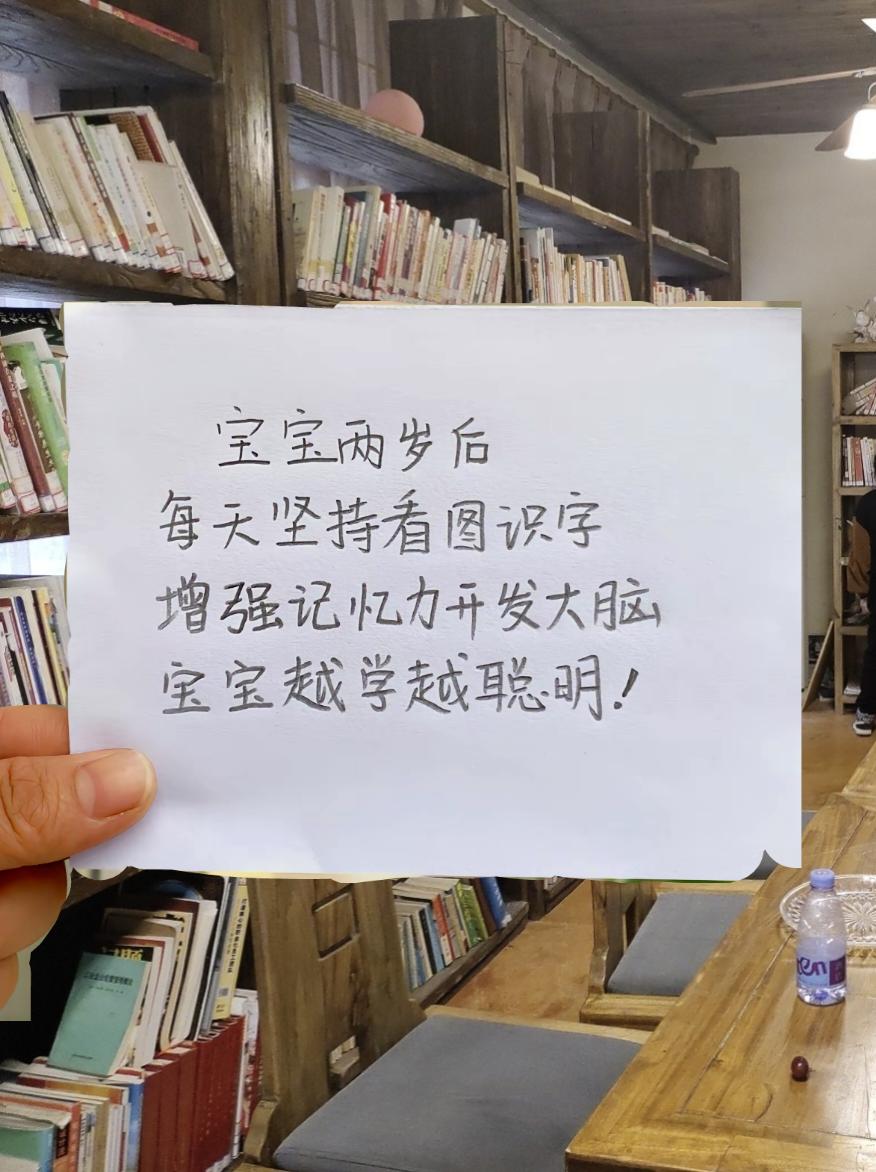 宝宝两岁后
每天坚持看图识字
增强记忆力开发大脑
宝宝越学越聪明！